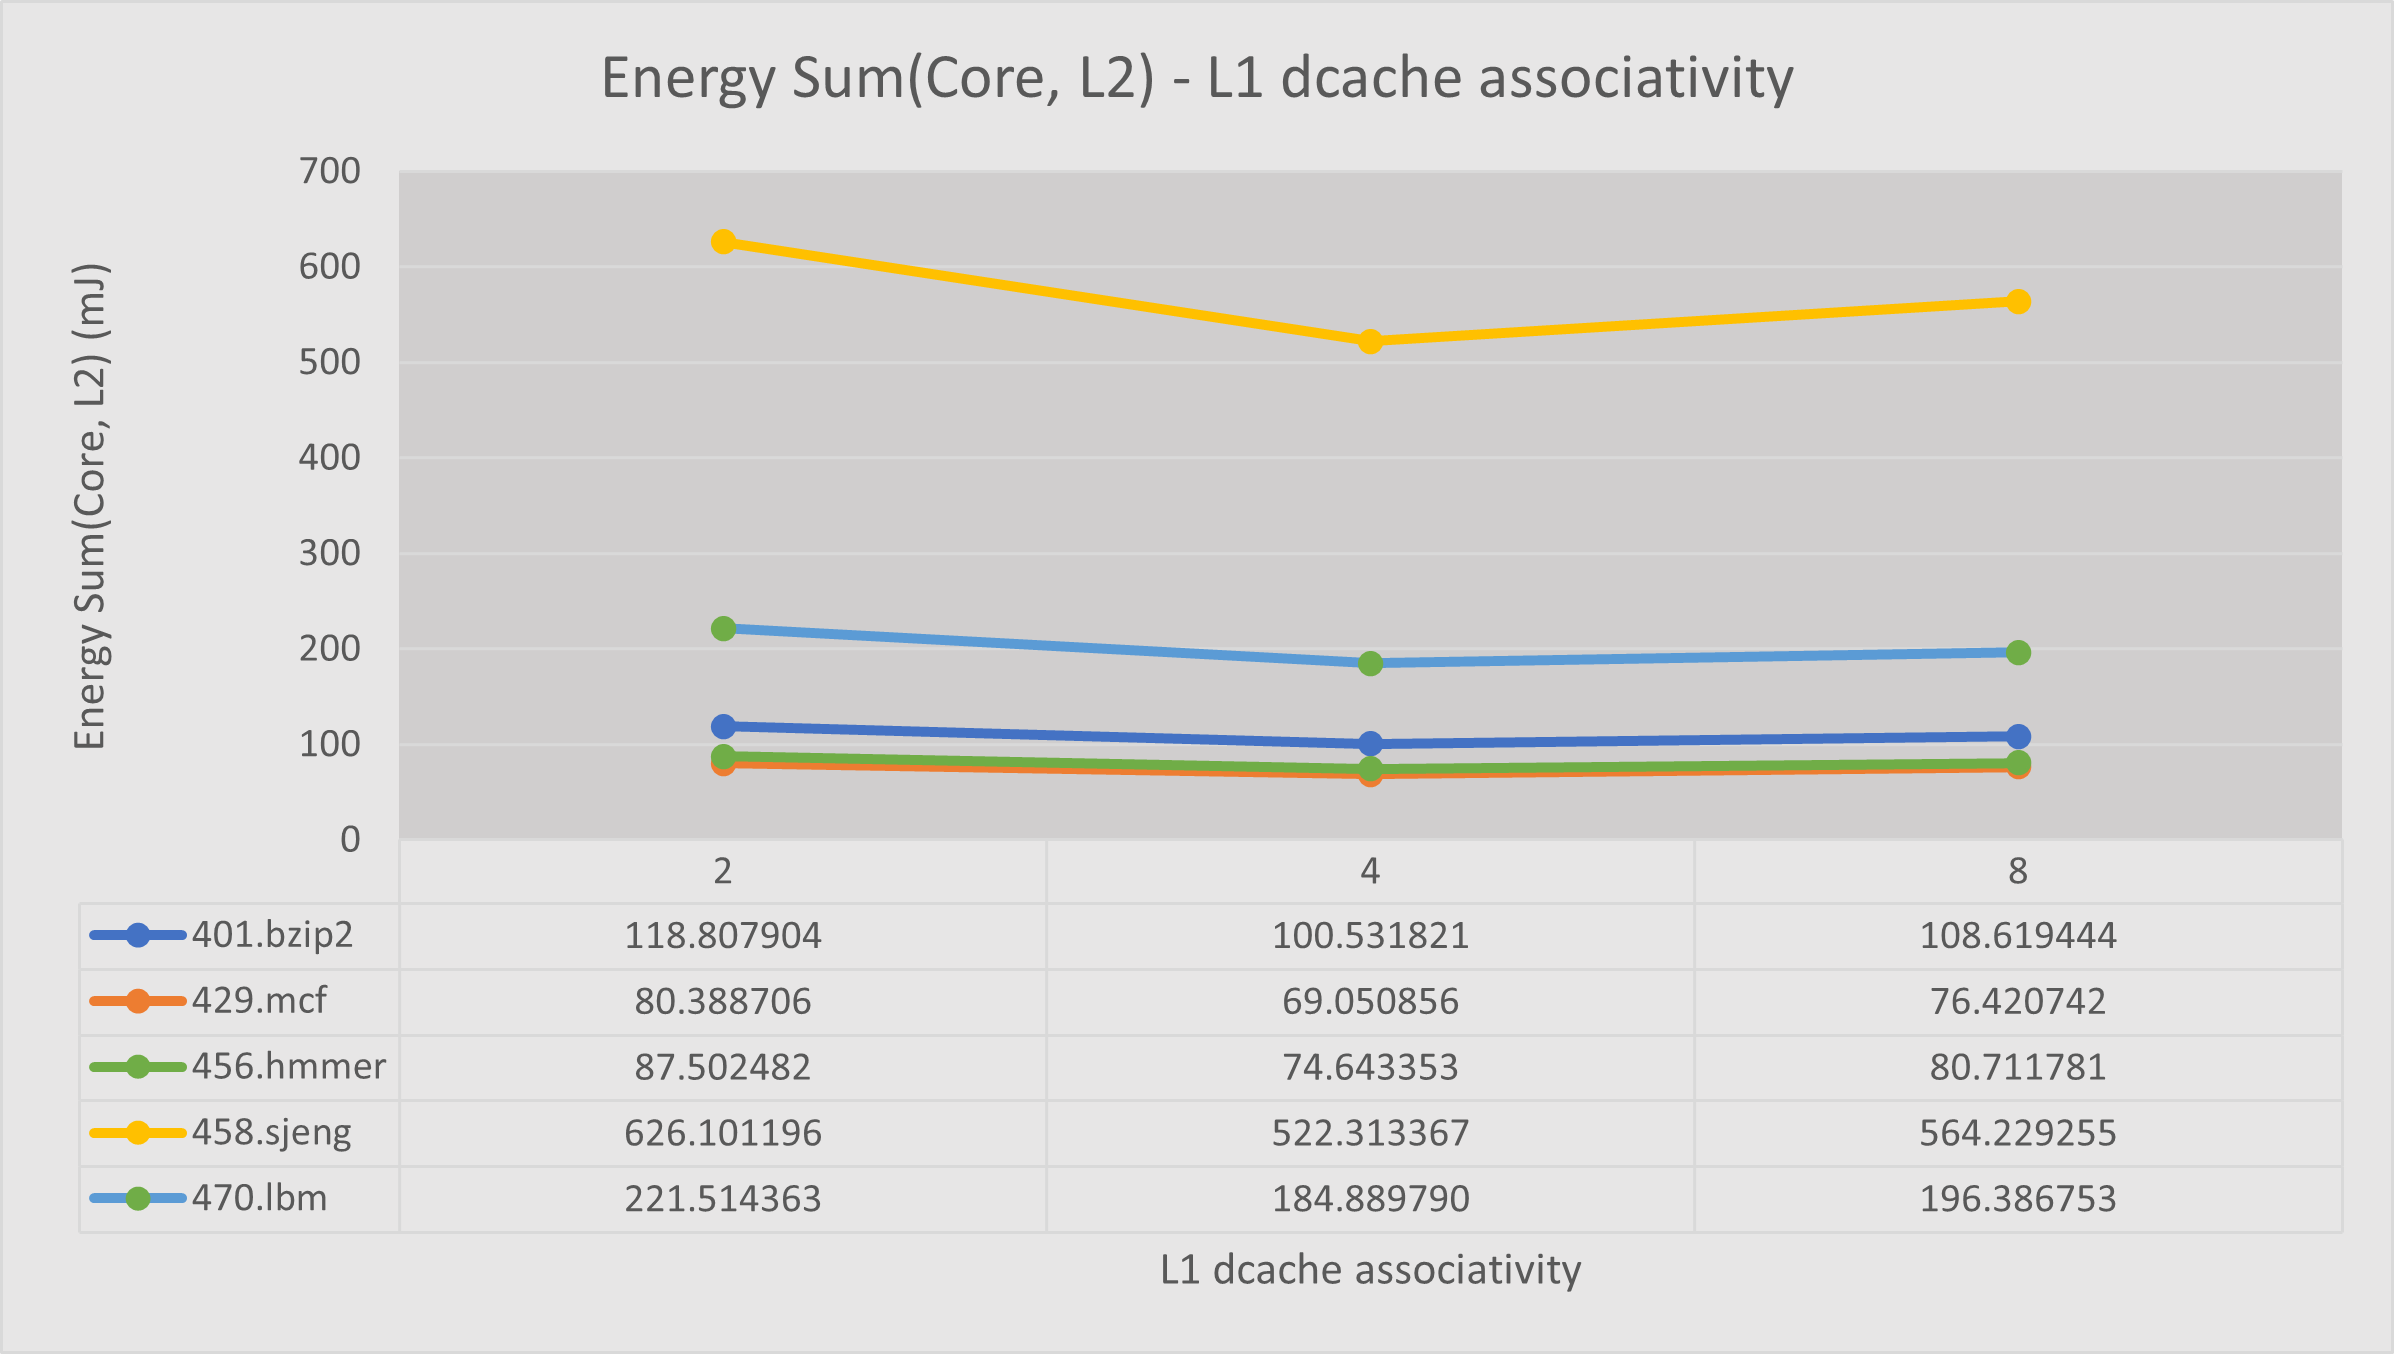 Energy Sum(Core, L2) - L1 dcache associativity
Energy Sum(Core, L2) (mJ)
700
600
500
400
300
200
100
0
2 4 8
401.bzip2 118.807904 100.531821 108.619444
429.mcf 80.388706 69.050856 76.420742
456.hmmer 87.502482 74.643353 80.711781
458.sjeng 626.101196 522.313367 564.229255
470.lbm 221.514363 184.889790 196.386753
L1 dcache associativity